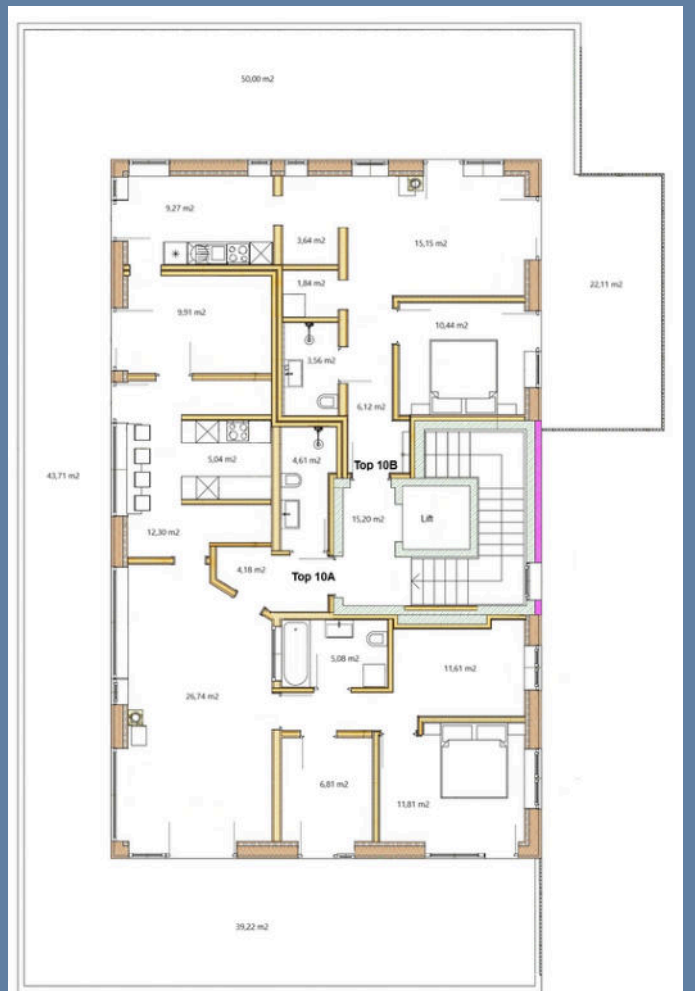 50,00 m2
9,27 m2
3,64 m2
15,15 m2
1,84 m2
22,11 m2
9,91 m2
10,44 m2
3,56 m2
6,12 m2
5,04 m2
4,61 m2
Top 10B
43,71 m2
15,20 m2
Lift
12,30 m2
4,18 m2
Top 10A
5,08 m2
11,61 m2
26,74 m2
6,81 m2
11,81 m2
39,22 m2